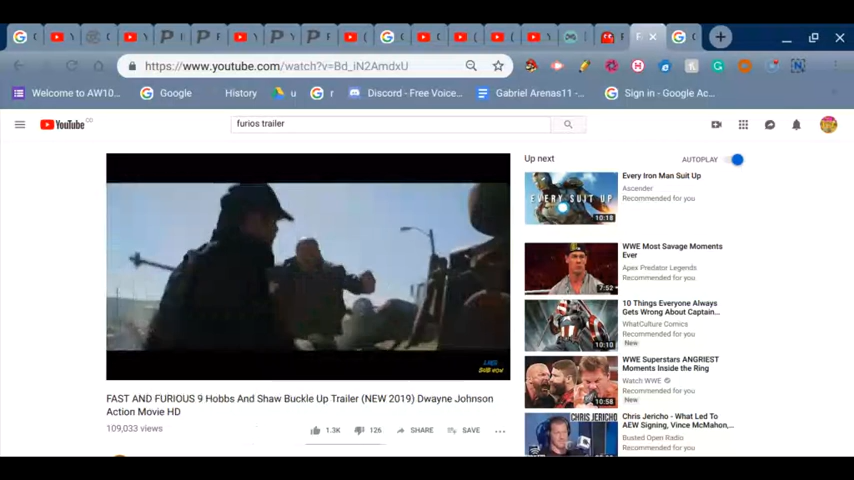 https://www.youtube.com/watch?v=Bd_iN2AmdxU
Welcome to AW10...
Google
History
u
r
Discord - Free Voice...
Gabriel Arenas11 -...
Sign in - Google Ac...
YouTube CO
furios trailer
Up next
AUTOPLAY
EVERY SUIT UP
10:18
Every Iron Man Suit Up
Ascender
Recommended for you
7:52
WWE Most Savage Moments
Ever
Apex Predator Legends
Recommended for you
10:10
10 Things Everyone Always
Gets Wrong About Captain...
WhatCulture Comics
Recommended for you
New
10:58
WWE Superstars ANGRIEST
Moments Inside the Ring
Watch WWE
Recommended for you
New
CHRIS JERICHO
Chris Jericho - What Led To
AEW Signing, Vince McMahon,...
Busted Open Radio
Recommended for you
FAST AND FURIOUS 9 Hobbs And Shaw Buckle Up Trailer (NEW 2019) Dwayne Johnson
Action Movie HD
109,033 views
1.3K
126
SHARE
SAVE